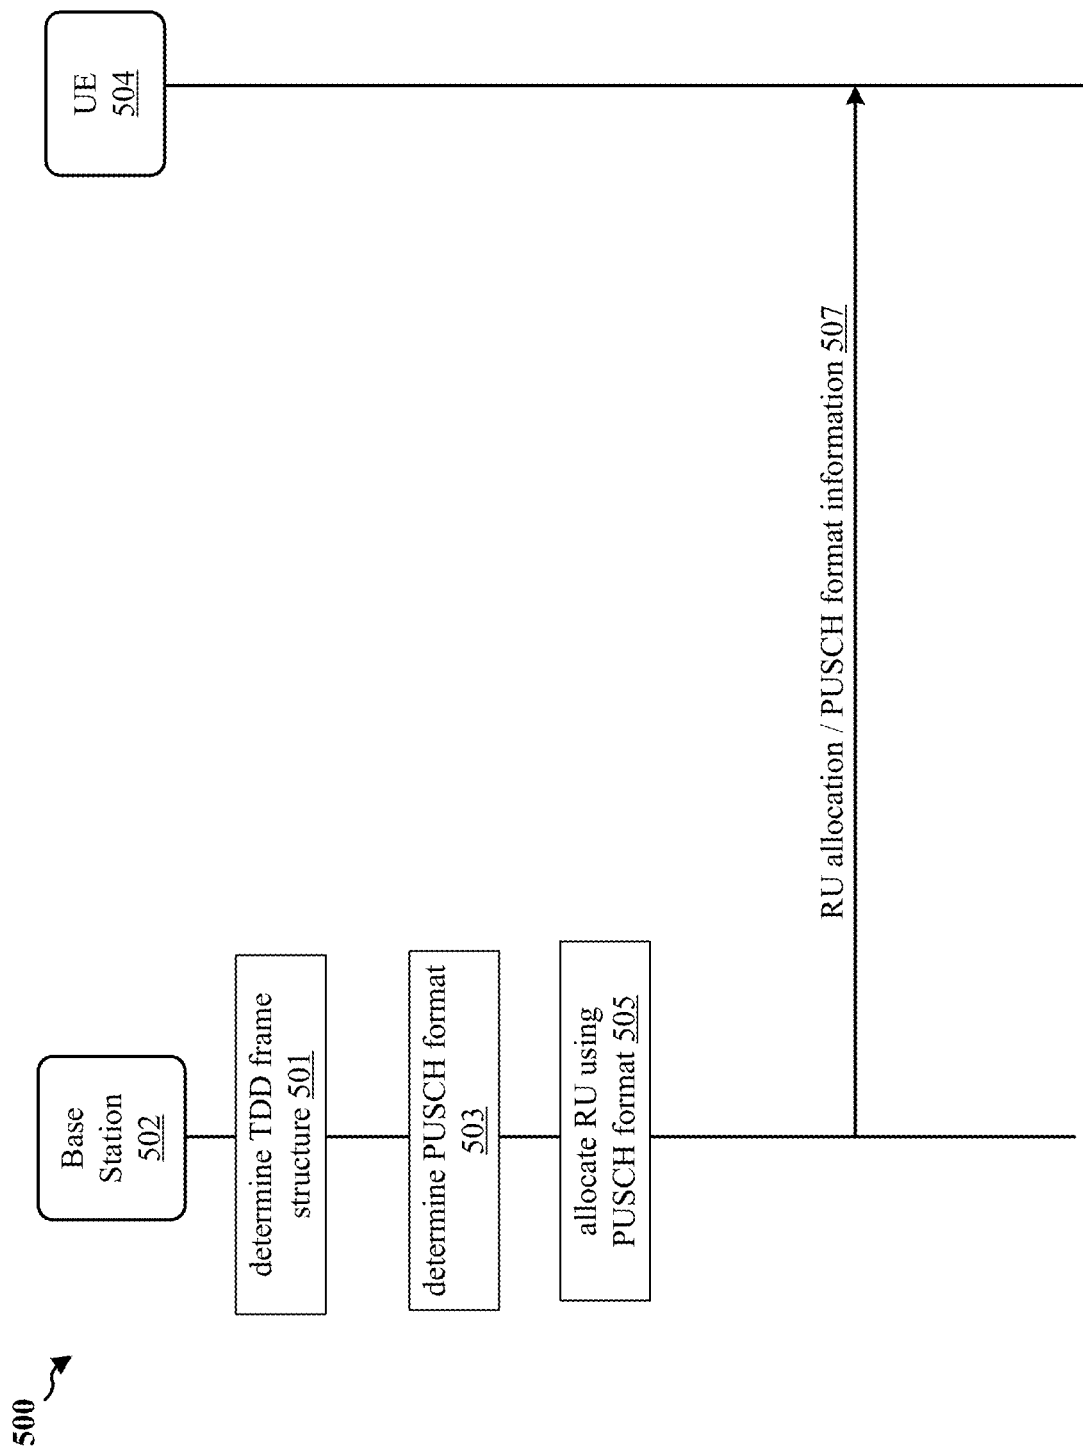 500
Base
Station
502
UE
504
determine TDD frame
structure 501
determine PUSCH format
503
allocate RU using
PUSCH format 505
RU allocation / PUSCH format information 507